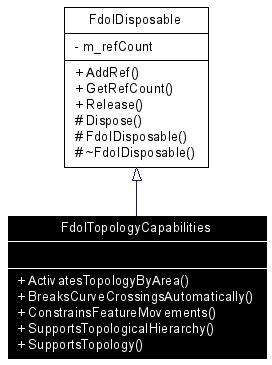 FdoIDisposable
- m_refCount
+ AddRef()
+ GetRefCount()
+ Release()
# Dispose()
# FdoIDisposable()
# ~FdoIDisposable()
FdoITopologyCapabilities
+ ActivatesTopologyByArea()
+ BreaksCurveCrossingsAutomatically()
+ ConstrainsFeatureMovements()
+ SupportsTopologicalHierarchy()
+ SupportsTopology()